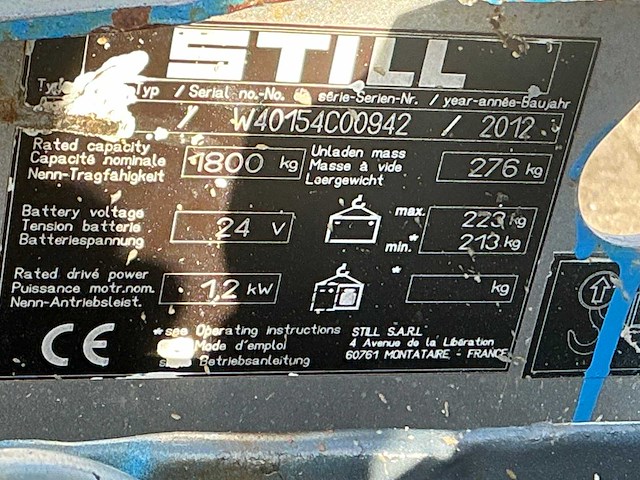 STILL
Typ / Serial no.-No. de série-Serien-Nr. / year-année-Baujahr
/ W40154C00942 / 2012
Rated capacity
Capacité nominale
Nenn-Tragfähigkeit
1800 kg
Unladen mass
Masse à vide
Leergewicht
276 kg
Battery voltage
Tension batterie
Batteriespannung
24 V
max.
min.
223 kg
213 kg
Rated drive power
Puissance motr.nom.
Nenn-Antriebsleist.
1,2 kW
*
kg
CE
*see Operating instructions
Mode d'emploi
Betriebsanleitung
STILL S.A.R.L
4 Avenue de la Libération
60761 MONTATAIRE - FRANCE